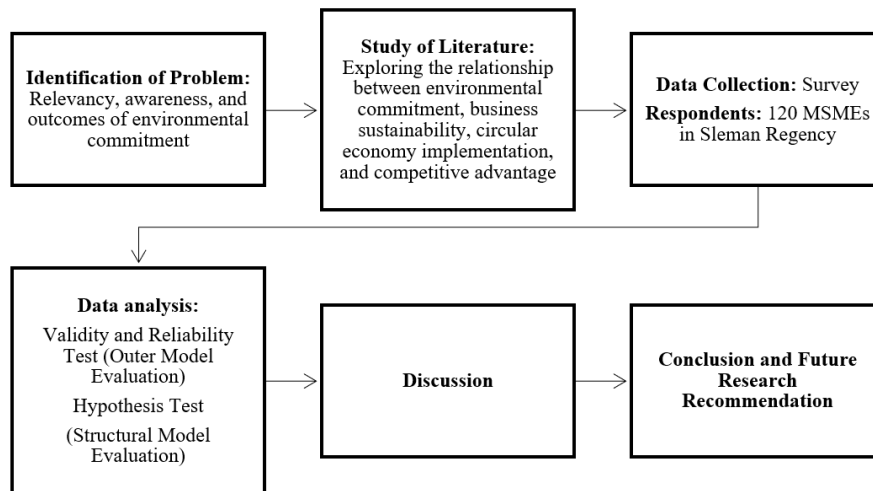 Identification of Problem:
Relevancy, awareness, and
outcomes of environmental
commitment
Study of Literature:
Exploring the relationship
between environmental
commitment, business
sustainability, circular
economy implementation,
and competitive advantage
Data Collection: Survey
Respondents: 120 MSMEs
in Sleman Regency
Data analysis:
Validity and Reliability
Test (Outer Model
Evaluation)
Hypothesis Test
(Structural Model
Evaluation)
Discussion
Conclusion and Future
Research
Recommendation